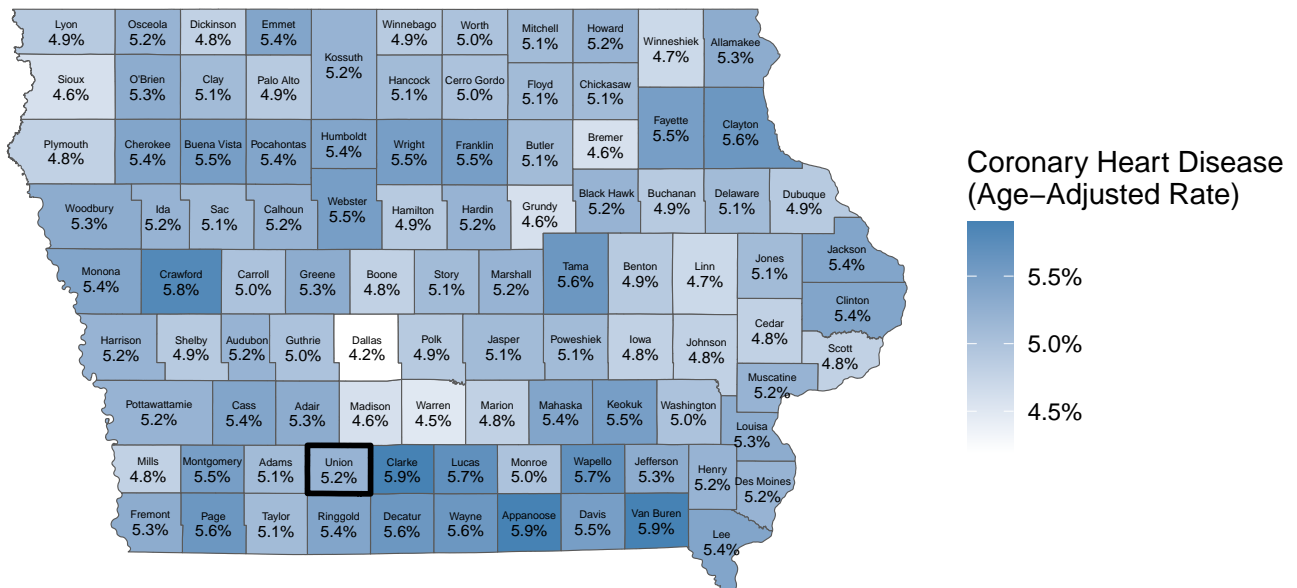 Lyon
4.9%
Osceola
5.2%
Dickinson
4.8%
Emmet
5.4%
Kossuth
5.2%
Winnebago
4.9%
Worth
5.0%
Mitchell
5.1%
Howard
5.2%
Winneshiek
4.7%
Allamakee
5.3%
Sioux
4.6%
O'Brien
5.3%
Clay
5.1%
Palo Alto
4.9%
Hancock
5.1%
Cerro Gordo
5.0%
Floyd
5.1%
Chickasaw
5.1%
Fayette
5.5%
Clayton
5.6%
Plymouth
4.8%
Cherokee
5.4%
Buena Vista
5.5%
Pocahontas
5.4%
Humboldt
5.4%
Wright
5.5%
Franklin
5.5%
Butler
5.1%
Bremer
4.6%
Woodbury
5.3%
Ida
5.2%
Sac
5.1%
Calhoun
5.2%
Webster
5.5%
Hamilton
4.9%
Hardin
5.2%
Grundy
4.6%
Black Hawk
5.2%
Buchanan
4.9%
Delaware
5.1%
Dubuque
4.9%
Monona
5.4%
Crawford
5.8%
Carroll
5.0%
Greene
5.3%
Boone
4.8%
Story
5.1%
Marshall
5.2%
Tama
5.6%
Benton
4.9%
Linn
4.7%
Jones
5.1%
Jackson
5.4%
Clinton
5.4%
Harrison
5.2%
Shelby
4.9%
Audubon
5.2%
Guthrie
5.0%
Dallas
4.2%
Polk
4.9%
Jasper
5.1%
Poweshiek
5.1%
Iowa
4.8%
Johnson
4.8%
Cedar
4.8%
Scott
4.8%
Muscatine
5.2%
Pottawattamie
5.2%
Cass
5.4%
Adair
5.3%
Madison
4.6%
Warren
4.5%
Marion
4.8%
Mahaska
5.4%
Keokuk
5.5%
Washington
5.0%
Louisa
5.3%
Mills
4.8%
Montgomery
5.5%
Adams
5.1%
Union
5.2%
Clarke
5.9%
Lucas
5.7%
Monroe
5.0%
Wapello
5.7%
Jefferson
5.3%
Henry
5.2%
Des Moines
5.2%
Fremont
5.3%
Page
5.6%
Taylor
5.1%
Ringgold
5.4%
Decatur
5.6%
Wayne
5.6%
Appanoose
5.9%
Davis
5.5%
Van Buren
5.9%
Lee
5.4%
Coronary Heart Disease
(Age−Adjusted Rate)
5.5%
5.0%
4.5%